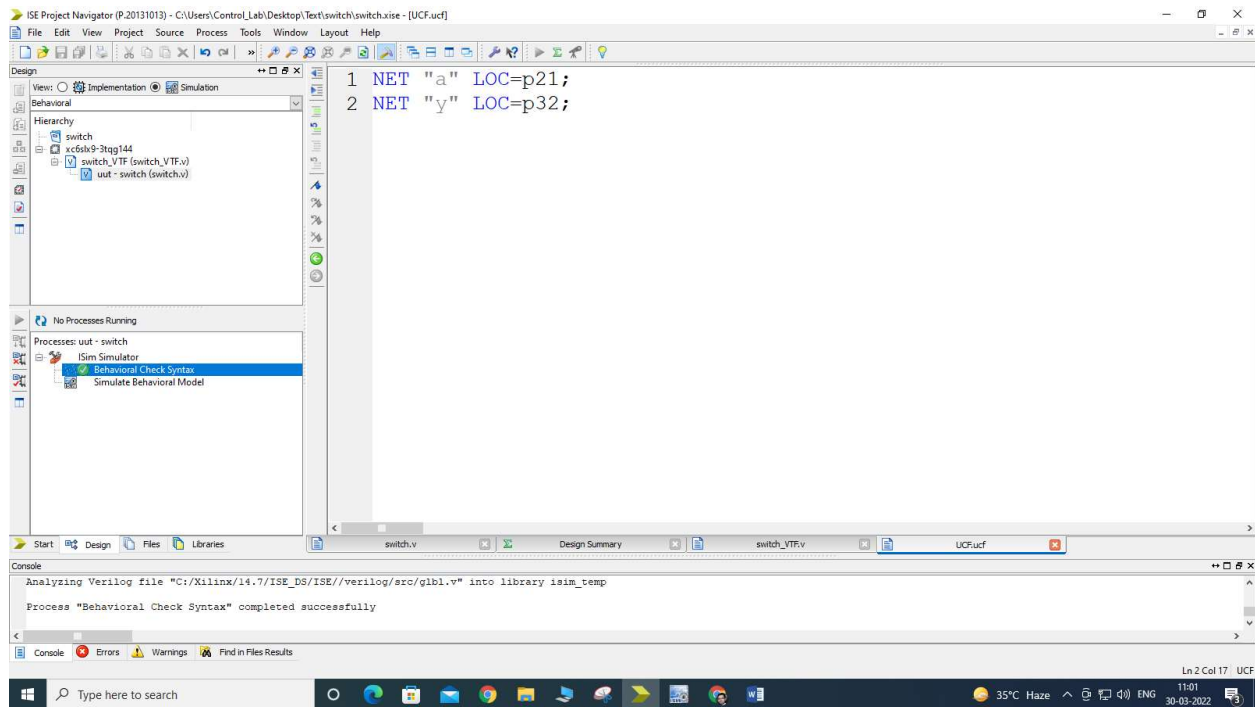 ISE Project Navigator (P.20131013) - C:\Users\Control_Lab\Desktop\Text\switch\switch.xise - [UCF.ucf]
File Edit View Project Source Process Tools Window Layout Help
Design
View: Implementation Simulation
Behavioral
Hierarchy
switch
xc6slx9-3tqg144
switch_VTF (switch_VTF.v)
uut - switch (switch.v)
No Processes Running
Processes: uut - switch
ISim Simulator
Behavioral Check Syntax
Simulate Behavioral Model
1 NET "a" LOC=p21;
2 NET "y" LOC=p32;
Start Design Files Libraries
switch.v Design Summary switch_VTF.v UCF.ucf
Console
Analyzing Verilog file "C:/Xilinx/14.7/ISE_DS/ISE//verilog/src/glbl.v" into library isim_temp
Process "Behavioral Check Syntax" completed successfully
Console Errors Warnings Find in Files Results
Ln 2 Col 17 UCF
Type here to search
35°C Haze ENG
11:01
30-03-2022
3